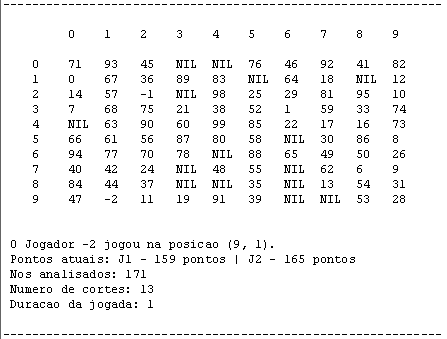 0 1 2 3 4 5 6 7 8 9
0 71 93 45 NIL NIL 76 46 92 41 82
1 0 67 36 89 83 NIL 64 18 NIL 12
2 14 57 -1 NIL 98 25 29 81 95 10
3 7 68 75 21 38 52 1 59 33 74
4 NIL 63 90 60 99 85 22 17 16 73
5 66 61 56 87 80 58 NIL 30 86 8
6 94 77 70 78 NIL 88 65 49 50 26
7 40 42 24 NIL 48 55 NIL 62 6 9
8 84 44 37 NIL NIL 35 NIL 13 54 31
9 47 -2 11 19 91 39 NIL NIL 53 28
O Jogador -2 jogou na posicao (9, 1).
Pontos atuais: J1 - 159 pontos | J2 - 165 pontos
Nos analisados: 171
Numero de cortes: 13
Duracao da jogada: 1